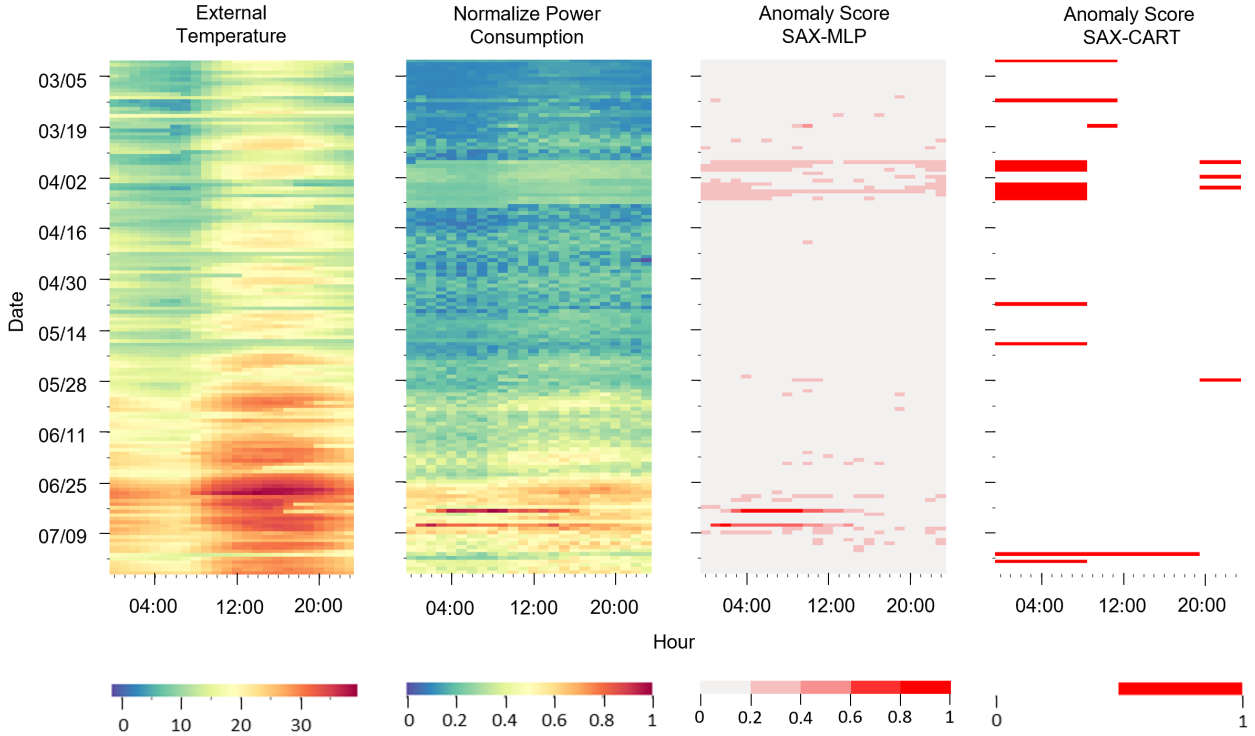 External
Temperature
Normalize Power
Consumption
Anomaly Score
SAX-MLP
Anomaly Score
SAX-CART
Date
03/05
03/19
04/02
04/16
04/30
05/14
05/28
06/11
06/25
07/09
04:00 12:00 20:00
04:00 12:00 20:00
04:00 12:00 20:00
04:00 12:00 20:00
Hour
0 10 20 30
0 0.2 0.4 0.6 0.8 1
0 0.2 0.4 0.6 0.8 1
0 1